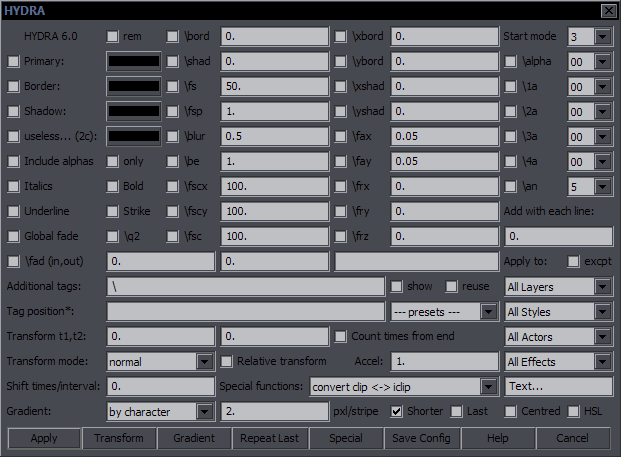 HYDRA
HYDRA 6.0 rem \bord 0. \xbord 0. Start mode 3
Primary: \shad 0. \ybord 0. \alpha 00
Border: \fs 50. \xshad 0. \1a 00
Shadow: \fsp 1. \yshad 0. \2a 00
useless... (2c): \blur 0.5 \fax 0.05 \3a 00
Include alphas only \be 1. \fay 0.05 \4a 00
Italics Bold \fscx 100. \frx 0. \an 5
Underline Strike \fscy 100. \fry 0. Add with each line:
Global fade \q2 \fsc 100. \frz 0. 0.
\fad (in,out) 0. 0. Apply to: excpt
Additional tags: \ show reuse All Layers
Tag position*: --- presets --- All Styles
Transform t1,t2: 0. 0. Count times from end All Actors
Transform mode: normal Relative transform Accel: 1. All Effects
Shift times/interval: 0. Special functions: convert clip <-> iclip Text...
Gradient: by character 2. pxl/stripe Shorter Last Centred HSL
Apply Transform Gradient Repeat Last Special Save Config Help Cancel